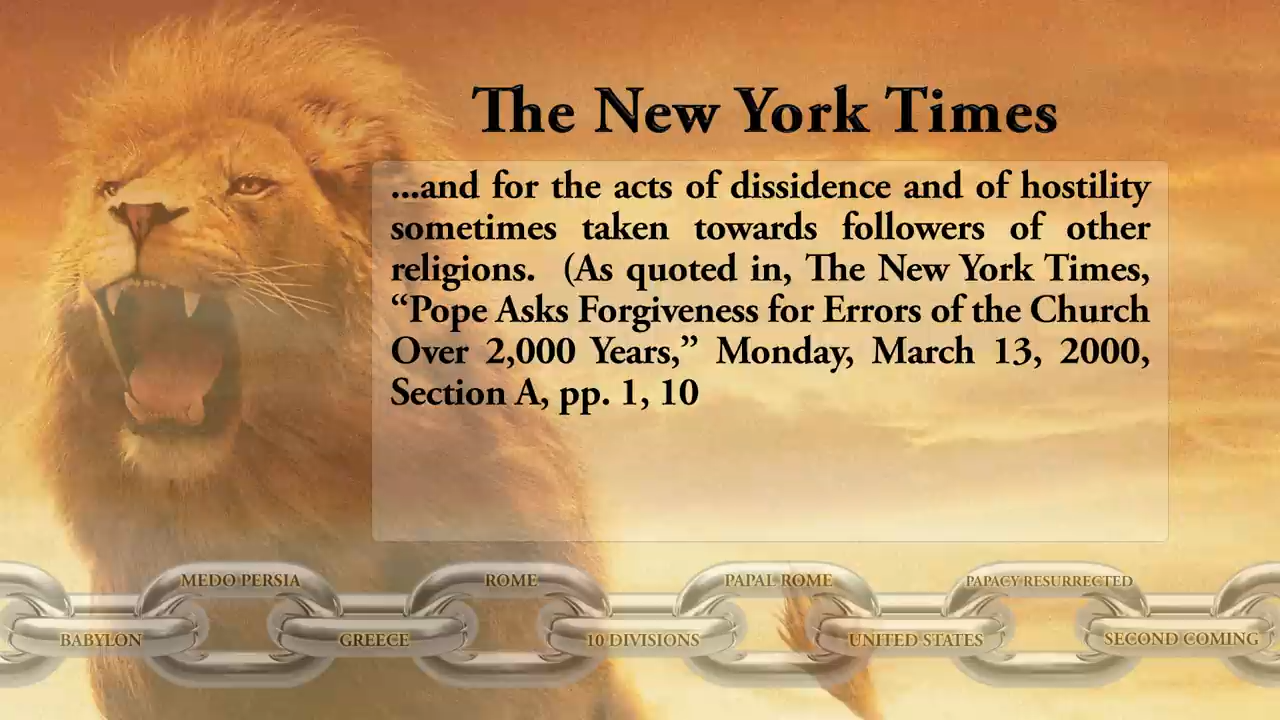 The New York Times
...and for the acts of dissidence and of hostility
sometimes taken towards followers of other
religions. (As quoted in, The New York Times,
“Pope Asks Forgiveness for Errors of the Church
Over 2,000 Years,” Monday, March 13, 2000,
Section A, pp. 1, 10
MEDO PERSIA ROME PAPAL ROME PAPACY RESURRECTED
BABYLON GREECE 10 DIVISIONS UNITED STATES SECOND COMING